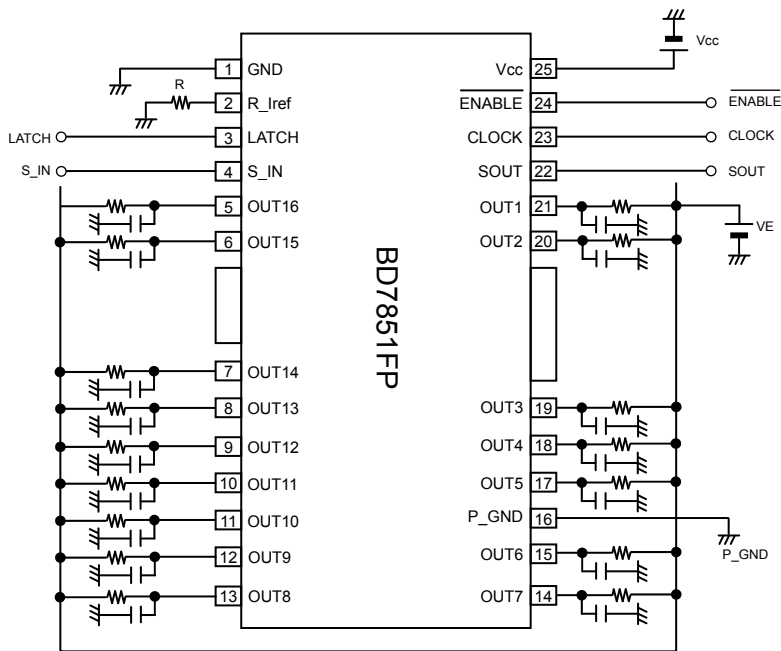 Vcc
1 GND
Vcc 25
R
2 R_Iref
E̅N̅A̅B̅L̅E̅ 24
E̅N̅A̅B̅L̅E̅
LATCH
3 LATCH
CLOCK 23
CLOCK
S_IN
4 S_IN
SOUT 22
SOUT
5 OUT16
OUT1 21
6 OUT15
OUT2 20
VE
BD7851FP
7 OUT14
8 OUT13
OUT3 19
9 OUT12
OUT4 18
10 OUT11
OUT5 17
11 OUT10
P_GND 16
P_GND
12 OUT9
OUT6 15
13 OUT8
OUT7 14